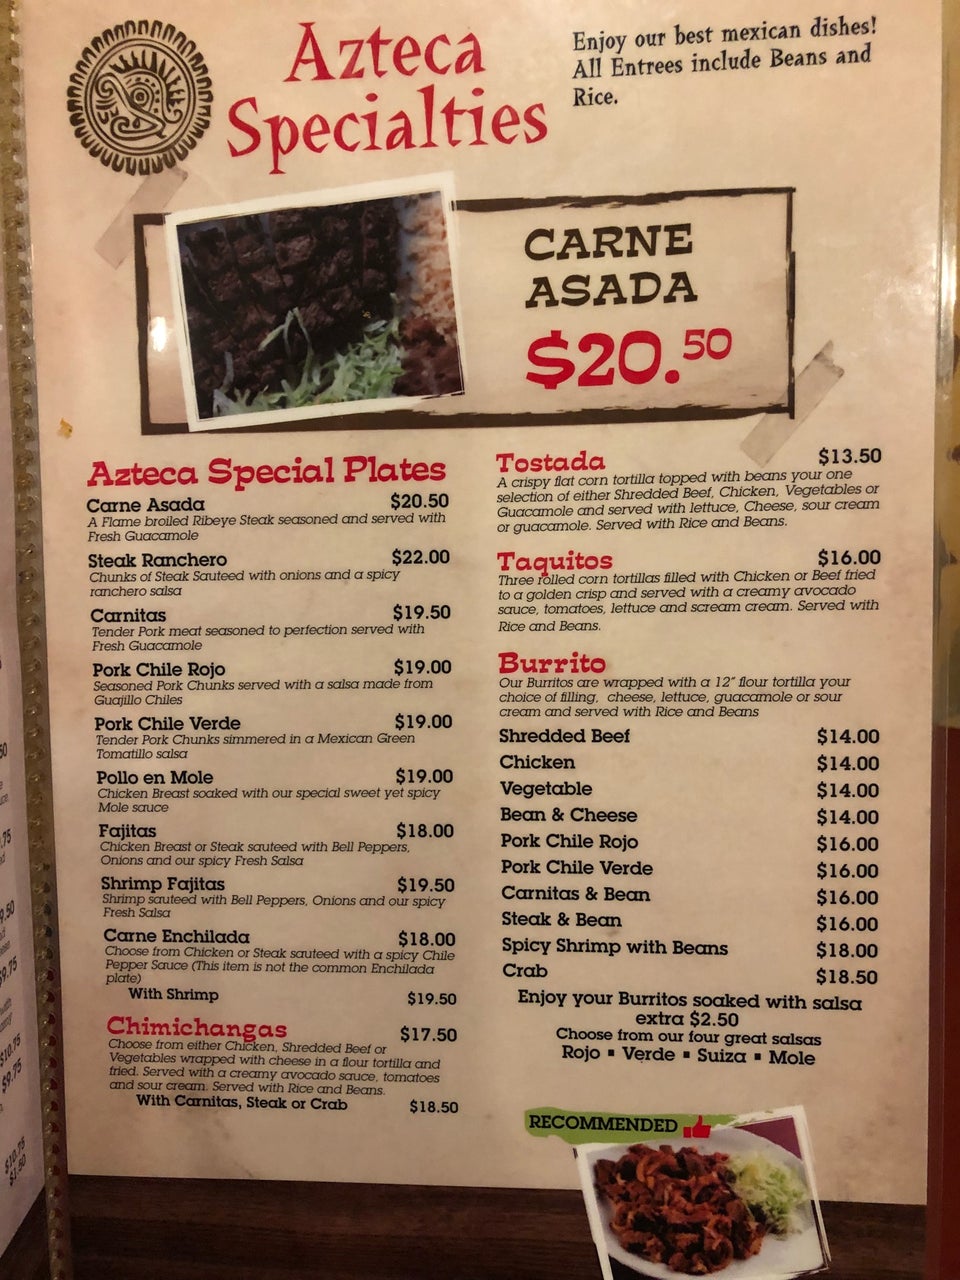 Azteca
Specialties
Enjoy our best mexican dishes!
All Entrees include Beans and
Rice.
CARNE
ASADA
$20.50
Azteca Special Plates
Carne Asada $20.50
A Flame broiled Ribeye Steak seasoned and served with
Fresh Guacamole
Steak Ranchero $22.00
Chunks of Steak Sauteed with onions and a spicy
ranchero salsa
Carnitas $19.50
Tender Pork meat seasoned to perfection served with
Fresh Guacamole
Pork Chile Rojo $19.00
Seasoned Pork Chunks served with a salsa made from
Guajillo Chiles
Pork Chile Verde $19.00
Tender Pork Chunks simmered in a Mexican Green
Tomatillo salsa
Pollo en Mole $19.00
Chicken Breast soaked with our special sweet yet spicy
Mole sauce
Fajitas $18.00
Chicken Breast or Steak sauteed with Bell Peppers,
Onions and our spicy Fresh Salsa
Shrimp Fajitas $19.50
Shrimp sauteed with Bell Peppers, Onions and our spicy
Fresh Salsa
Carne Enchilada $18.00
Choose from Chicken or Steak sauteed with a spicy Chile
Pepper Sauce (This item is not the common Enchilada
plate)
With Shrimp $19.50
Chimichangas $17.50
Choose from either Chicken, Shredded Beef or
Vegetables wrapped with cheese in a flour tortilla and
fried. Served with a creamy avocado sauce, tomatoes
and sour cream. Served with Rice and Beans.
With Carnitas, Steak or Crab $18.50
Tostada $13.50
A crispy flat corn tortilla topped with beans your one
selection of either Shredded Beef, Chicken, Vegetables or
Guacamole and served with lettuce, Cheese, sour cream
or guacamole. Served with Rice and Beans.
Taquitos $16.00
Three rolled corn tortillas filled with Chicken or Beef fried
to a golden crisp and served with a creamy avocado
sauce, tomatoes, lettuce and scream cream. Served with
Rice and Beans.
Burrito
Our Burritos are wrapped with a 12" flour tortilla your
choice of filling, cheese, lettuce, guacamole or sour
cream and served with Rice and Beans
Shredded Beef $14.00
Chicken $14.00
Vegetable $14.00
Bean & Cheese $14.00
Pork Chile Rojo $16.00
Pork Chile Verde $16.00
Carnitas & Bean $16.00
Steak & Bean $16.00
Spicy Shrimp with Beans $18.00
Crab $18.50
Enjoy your Burritos soaked with salsa
extra $2.50
Choose from our four great salsas
Rojo ▪ Verde ▪ Suiza ▪ Mole
RECOMMENDED
$9.75
$10.75
$9.75
$10.75
$1.50